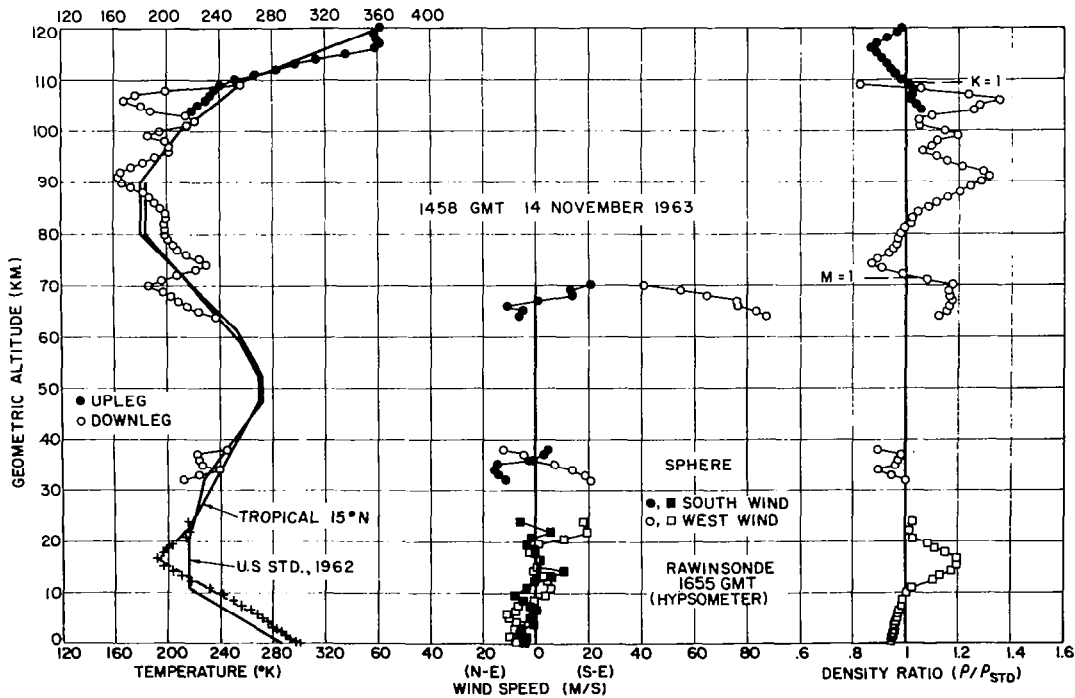 120 160 200 240 280 320 360 400
120
110
100
90
80
70
60
50
40
30
20
10
0
GEOMETRIC ALTITUDE (KM.)
K=1
1458 GMT 14 NOVEMBER 1963
M=1
● UPLEG
○ DOWNLEG
SPHERE
●, ■ SOUTH WIND
○, □ WEST WIND
TROPICAL 15°N
U.S STD., 1962
RAWINSONDE
1655 GMT
(HYPSOMETER)
120 160 200 240 280 320 60 80 60 40 20 0 20 40 60 80 .6 .8 1.0 1.2 1.4 1.6
TEMPERATURE (°K)
(N-E) (S-E)
WIND SPEED (M/S)
DENSITY RATIO (ρ/ρSTD)